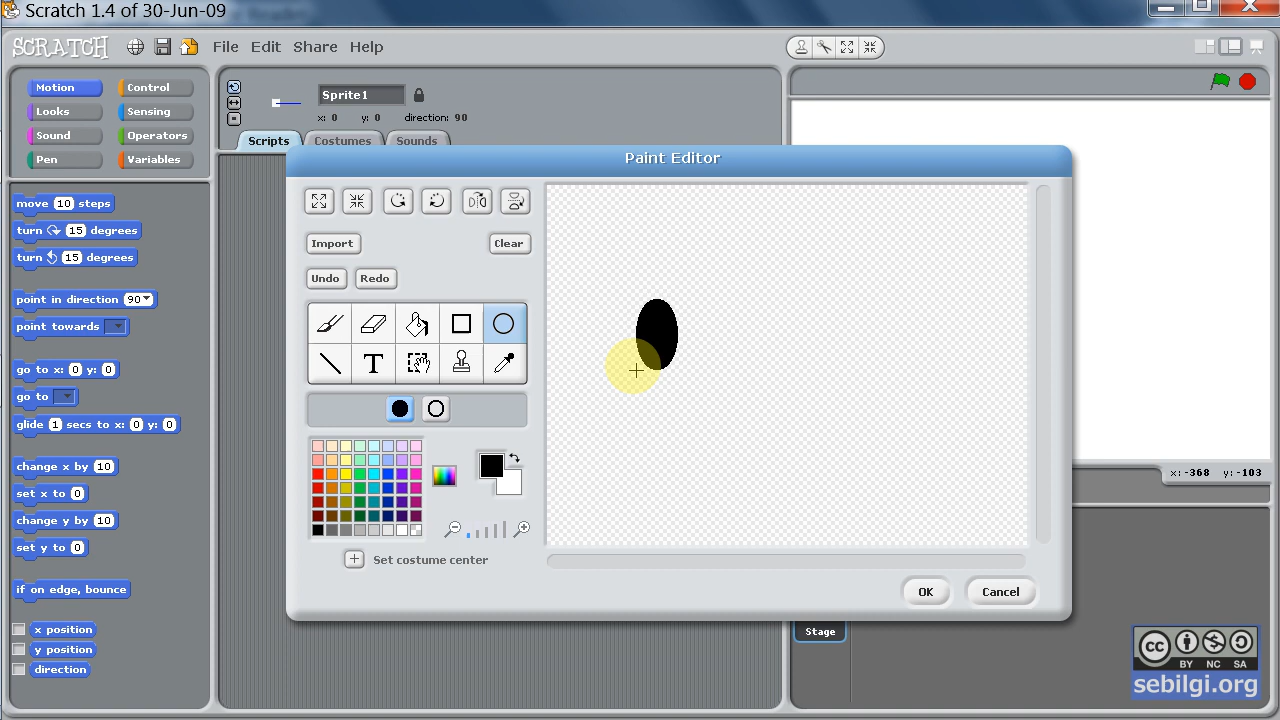 Scratch 1.4 of 30-Jun-09
SCRATCH File Edit Share Help
Motion Control
Looks Sensing
Sound Operators
Pen Variables
Sprite1
x: 0 y: 0 direction: 90
Scripts Costumes Sounds
move 10 steps
turn 15 degrees
turn 15 degrees
point in direction 90
point towards
go to x: 0 y: 0
go to
glide 1 secs to x: 0 y: 0
change x by 10
set x to 0
change y by 10
set y to 0
if on edge, bounce
x position
y position
direction
Paint Editor
Import Clear
Undo Redo
T
Set costume center
OK Cancel
x: -368 y: -103
Stage
cc
BY NC SA
sebilgi.org